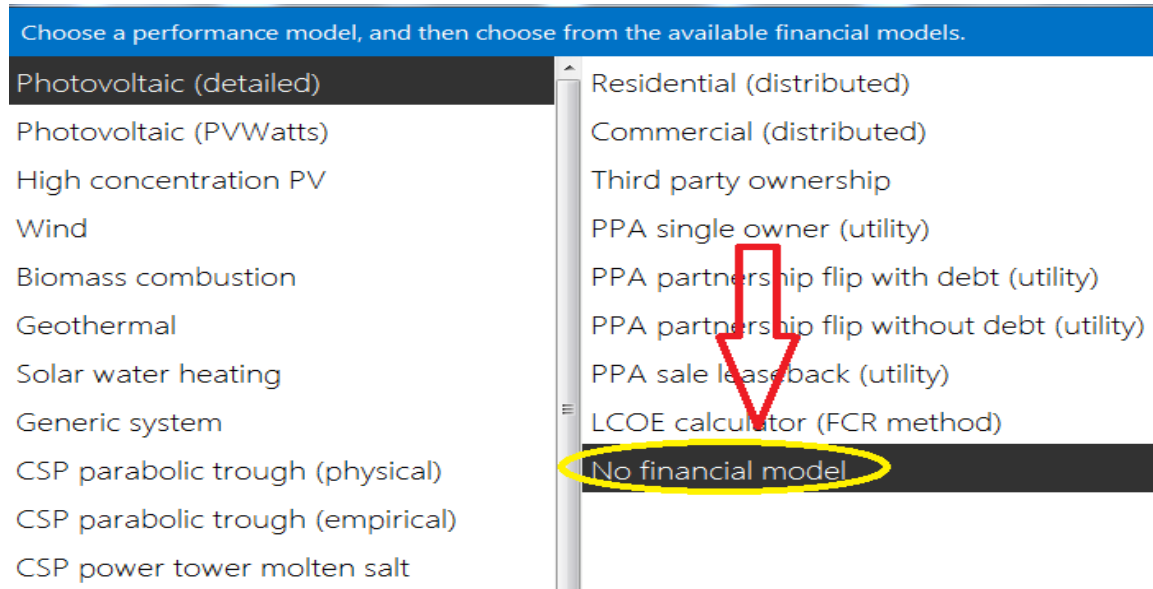 Choose a performance model, and then choose from the available financial models.
Photovoltaic (detailed)
Photovoltaic (PVWatts)
High concentration PV
Wind
Biomass combustion
Geothermal
Solar water heating
Generic system
CSP parabolic trough (physical)
CSP parabolic trough (empirical)
CSP power tower molten salt
Residential (distributed)
Commercial (distributed)
Third party ownership
PPA single owner (utility)
PPA partnership flip with debt (utility)
PPA partnership flip without debt (utility)
PPA sale leaseback (utility)
LCOE calculator (FCR method)
No financial model